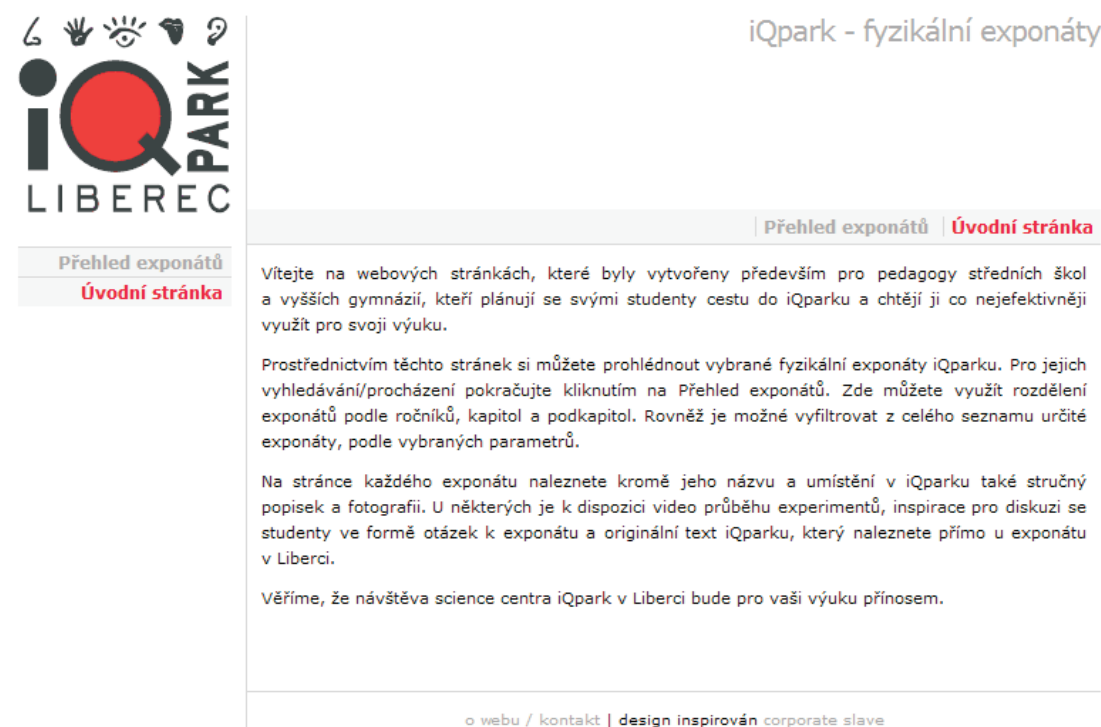 iQ PARK
LIBEREC
iQpark - fyzikální exponáty
Přehled exponátů Úvodní stránka
Přehled exponátů
Úvodní stránka
Vítejte na webových stránkách, které byly vytvořeny především pro pedagogy středních škol
a vyšších gymnázií, kteří plánují se svými studenty cestu do iQparku a chtějí ji co nejefektivněji
využít pro svoji výuku.
Prostřednictvím těchto stránek si můžete prohlédnout vybrané fyzikální exponáty iQparku. Pro jejich
vyhledávání/procházení pokračujte kliknutím na Přehled exponátů. Zde můžete využít rozdělení
exponátů podle ročníků, kapitol a podkapitol. Rovněž je možné vyfiltrovat z celého seznamu určité
exponáty, podle vybraných parametrů.
Na stránce každého exponátu naleznete kromě jeho názvu a umístění v iQparku také stručný
popisek a fotografii. U některých je k dispozici video průběhu experimentů, inspirace pro diskuzi se
studenty ve formě otázek k exponátu a originální text iQparku, který naleznete přímo u exponátu
v Liberci.
Věříme, že návštěva science centra iQpark v Liberci bude pro vaši výuku přínosem.
o webu / kontakt | design inspirován corporate slave